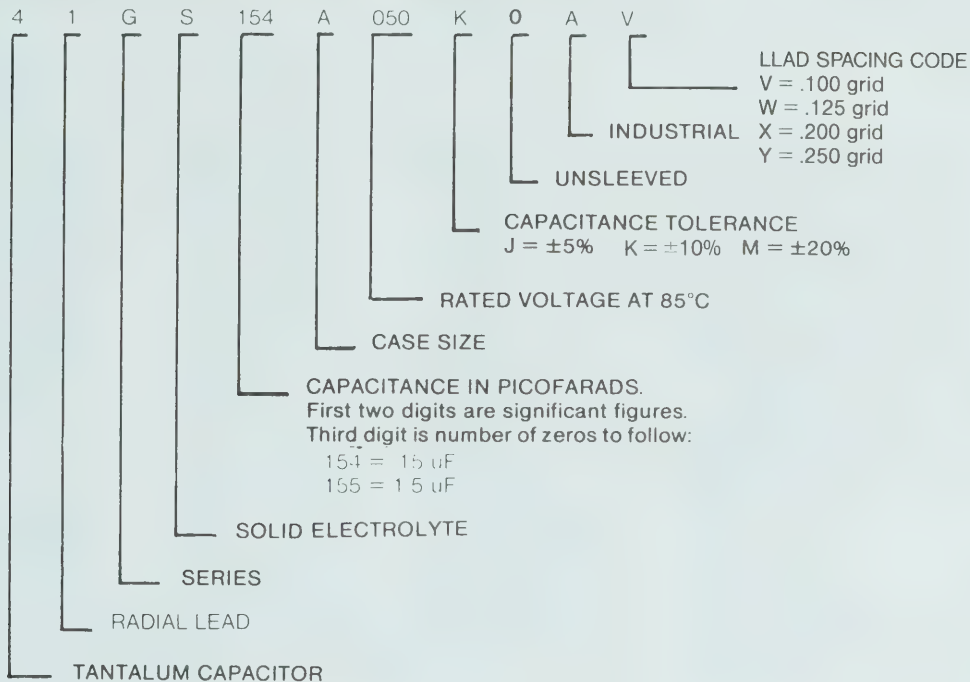 4 1 G S 154 A 050 K 0 A V
LLAD SPACING CODE
V = .100 grid
W = .125 grid
INDUSTRIAL X = .200 grid
Y = .250 grid
UNSLEEVED
CAPACITANCE TOLERANCE
J = ±5% K = ±10% M = ±20%
RATED VOLTAGE AT 85°C
CASE SIZE
CAPACITANCE IN PICOFARADS.
First two digits are significant figures.
Third digit is number of zeros to follow:
154 = 15 uF
155 = 1 5 uF
SOLID ELECTROLYTE
SERIES
RADIAL LEAD
TANTALUM CAPACITOR